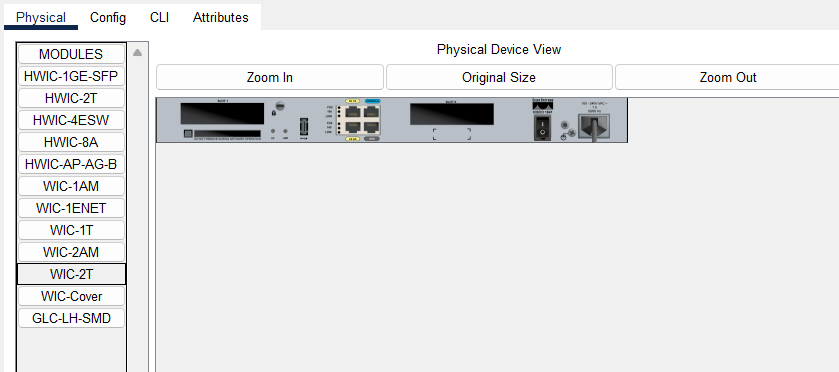 Physical Config CLI Attributes
MODULES
HWIC-1GE-SFP
HWIC-2T
HWIC-4ESW
HWIC-8A
HWIC-AP-AG-B
WIC-1AM
WIC-1ENET
WIC-1T
WIC-2AM
WIC-2T
WIC-Cover
GLC-LH-SMD
Physical Device View
Zoom In Original Size Zoom Out